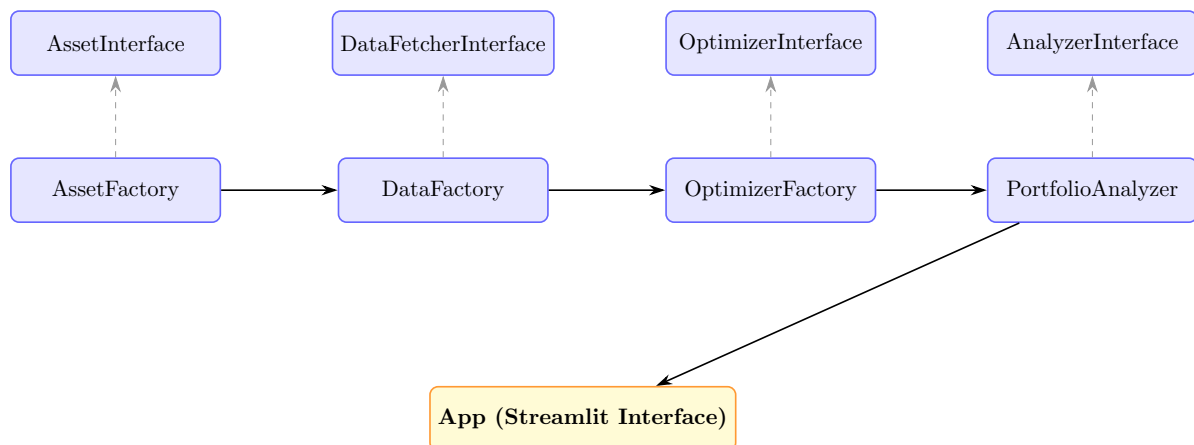 AssetInterface
DataFetcherInterface
OptimizerInterface
AnalyzerInterface
AssetFactory
DataFactory
OptimizerFactory
PortfolioAnalyzer
App (Streamlit Interface)